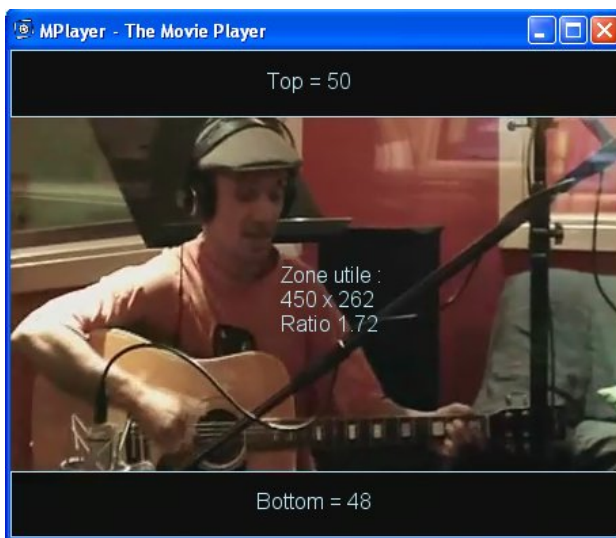 MPlayer - The Movie Player
Top = 50
Zone utile :
450 x 262
Ratio 1.72
Bottom = 48